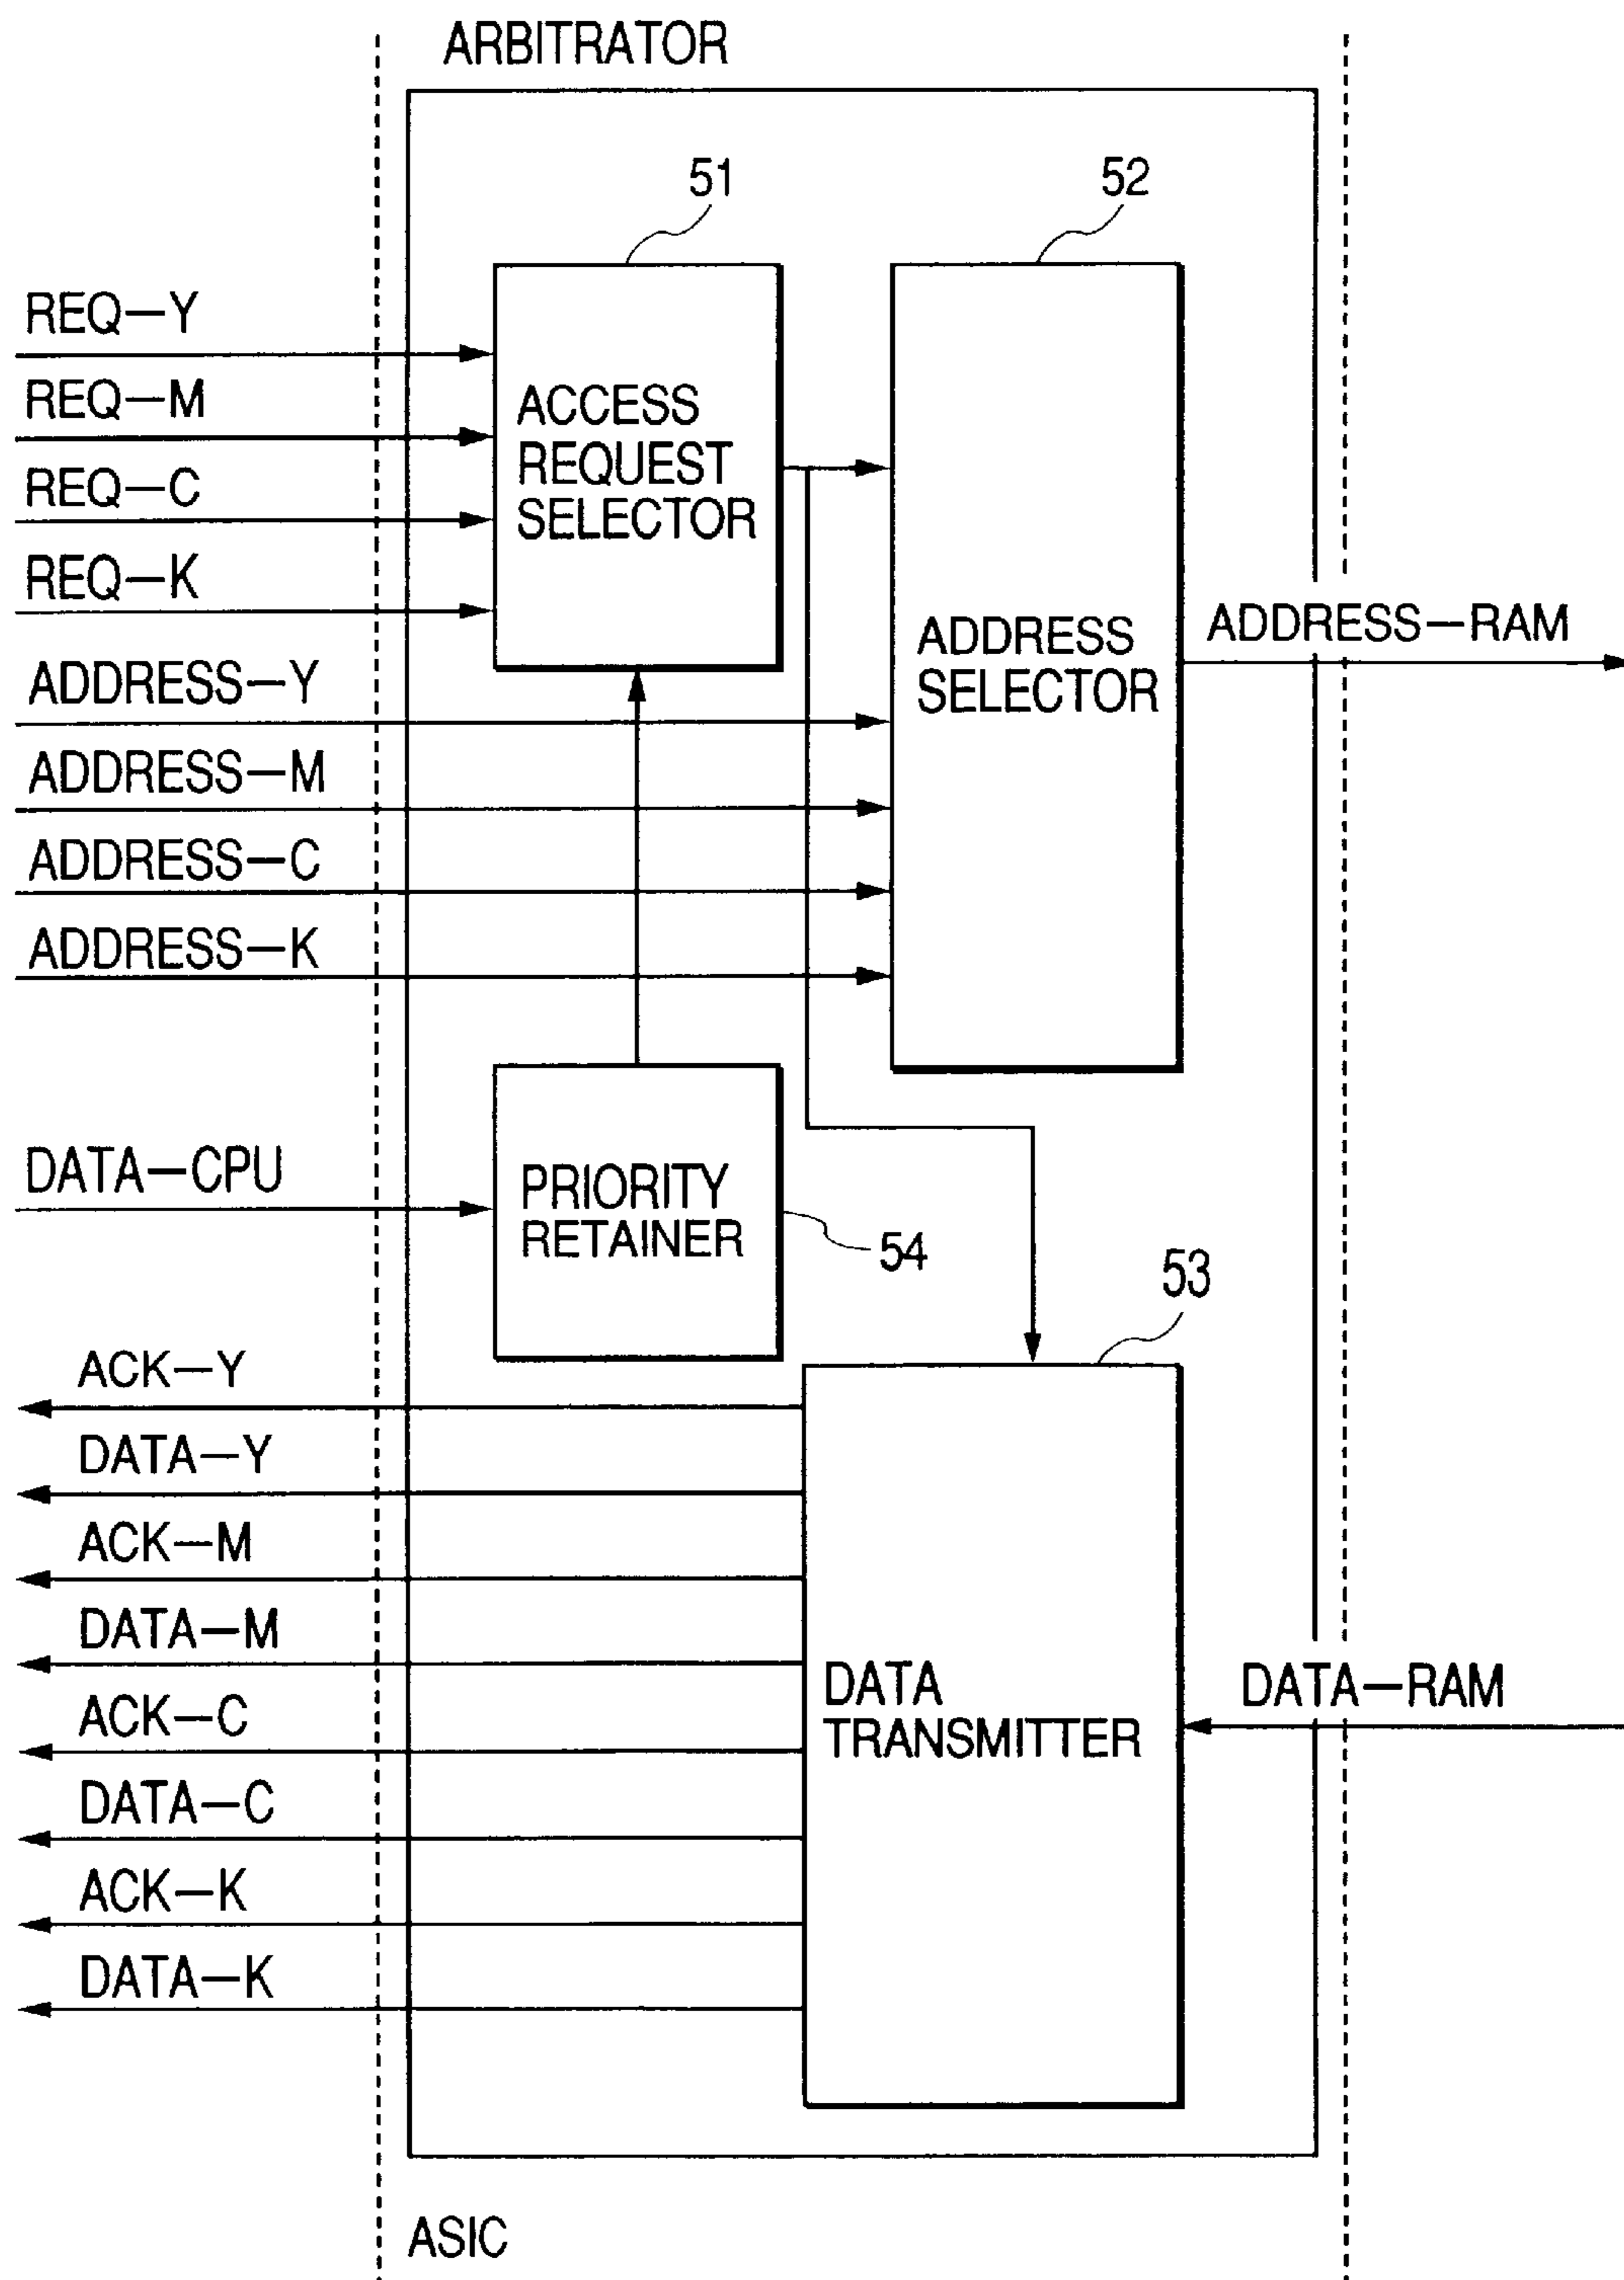 ARBITRATOR
51
52
REQ—Y
REQ—M
REQ—C
REQ—K
ACCESS
REQUEST
SELECTOR
ADDRESS
SELECTOR
ADDRESS—RAM
ADDRESS—Y
ADDRESS—M
ADDRESS—C
ADDRESS—K
DATA—CPU
PRIORITY
RETAINER
54
53
ACK—Y
DATA—Y
ACK—M
DATA—M
ACK—C
DATA—C
ACK—K
DATA—K
DATA
TRANSMITTER
DATA—RAM
ASIC